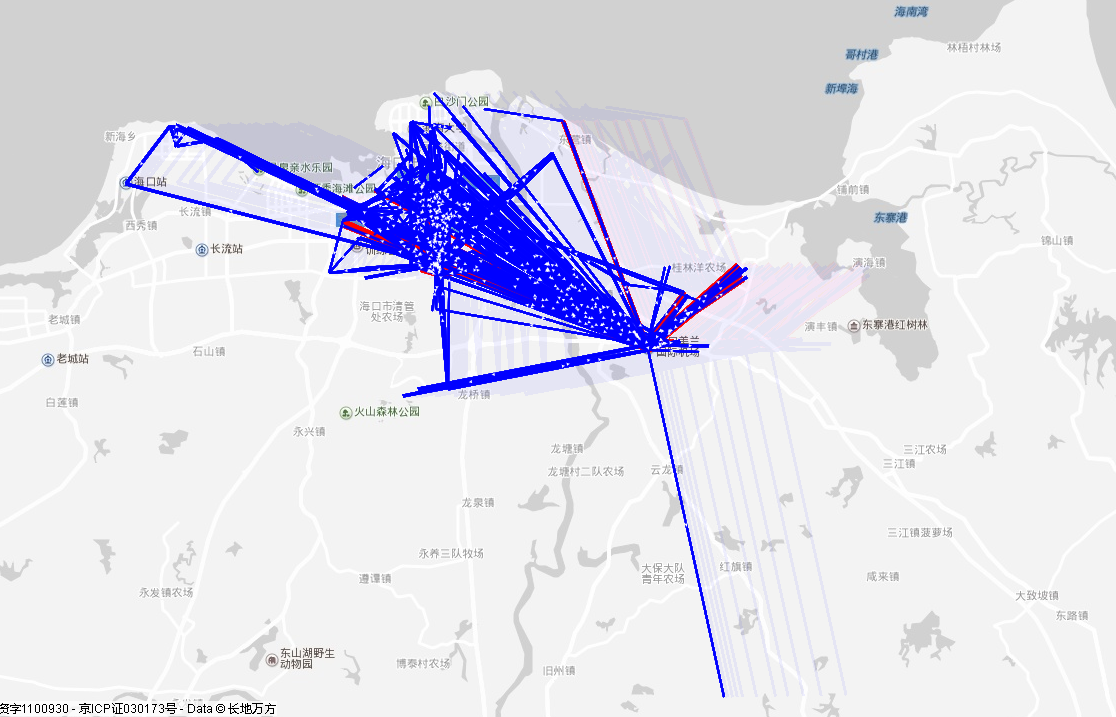 海南湾
林梧村林场
哥村港
新埠海
白沙门公园
新海乡
东营镇
海口站
西秀镇
长流镇
长流站
铺前镇
东寨港
锦山镇
桂林洋农场
演海镇
海口市清管
处农场
演丰镇
东寨港红树林
老城镇
石山镇
老城站
国际机场
白莲镇
龙桥镇
火山森林公园
永兴镇
龙塘镇
龙塘村二队农场
云龙镇
三江农场
三江镇
龙泉镇
三江镇菠萝场
永养三队牧场
遵谭镇
大保大队
青年农场
红旗镇
咸来镇
永发镇农场
大致坡镇
东路镇
东山湖野生
动物园
博泰村农场
旧州镇
资字1100930 - 京ICP证030173号 - Data © 长地万方